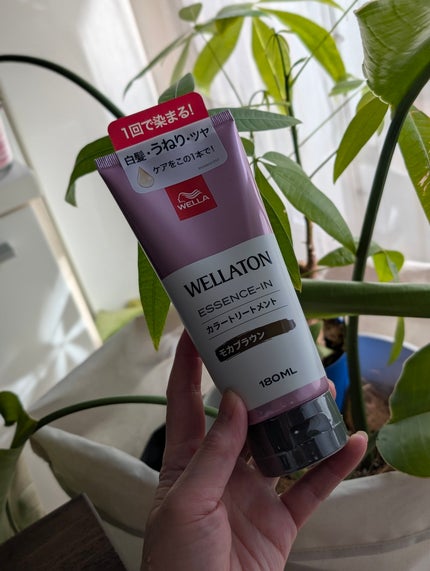 1回で染まる!
白髪・うねり・ツヤ
ケアをこの1本で!
WELLA
WELLATON
ESSENCE-IN
カラートリートメント
モカブラウン
180ML